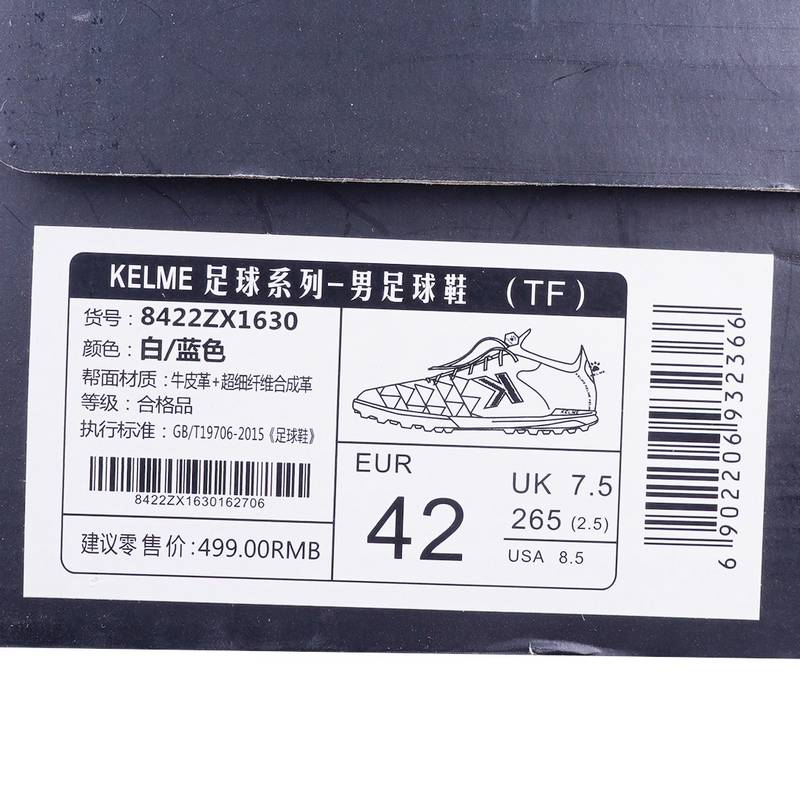 KELME 足球系列-男足球鞋 (TF)
货号：8422ZX1630
颜色：白/蓝色
帮面材质：牛皮革+超细纤维合成革
等级：合格品
执行标准：GB/T19706-2015《足球鞋》
8422ZX1630162706
建议零售价:499.00RMB
KELME
EUR
42
UK 7.5
265 (2.5)
USA 8.5
6902206932366